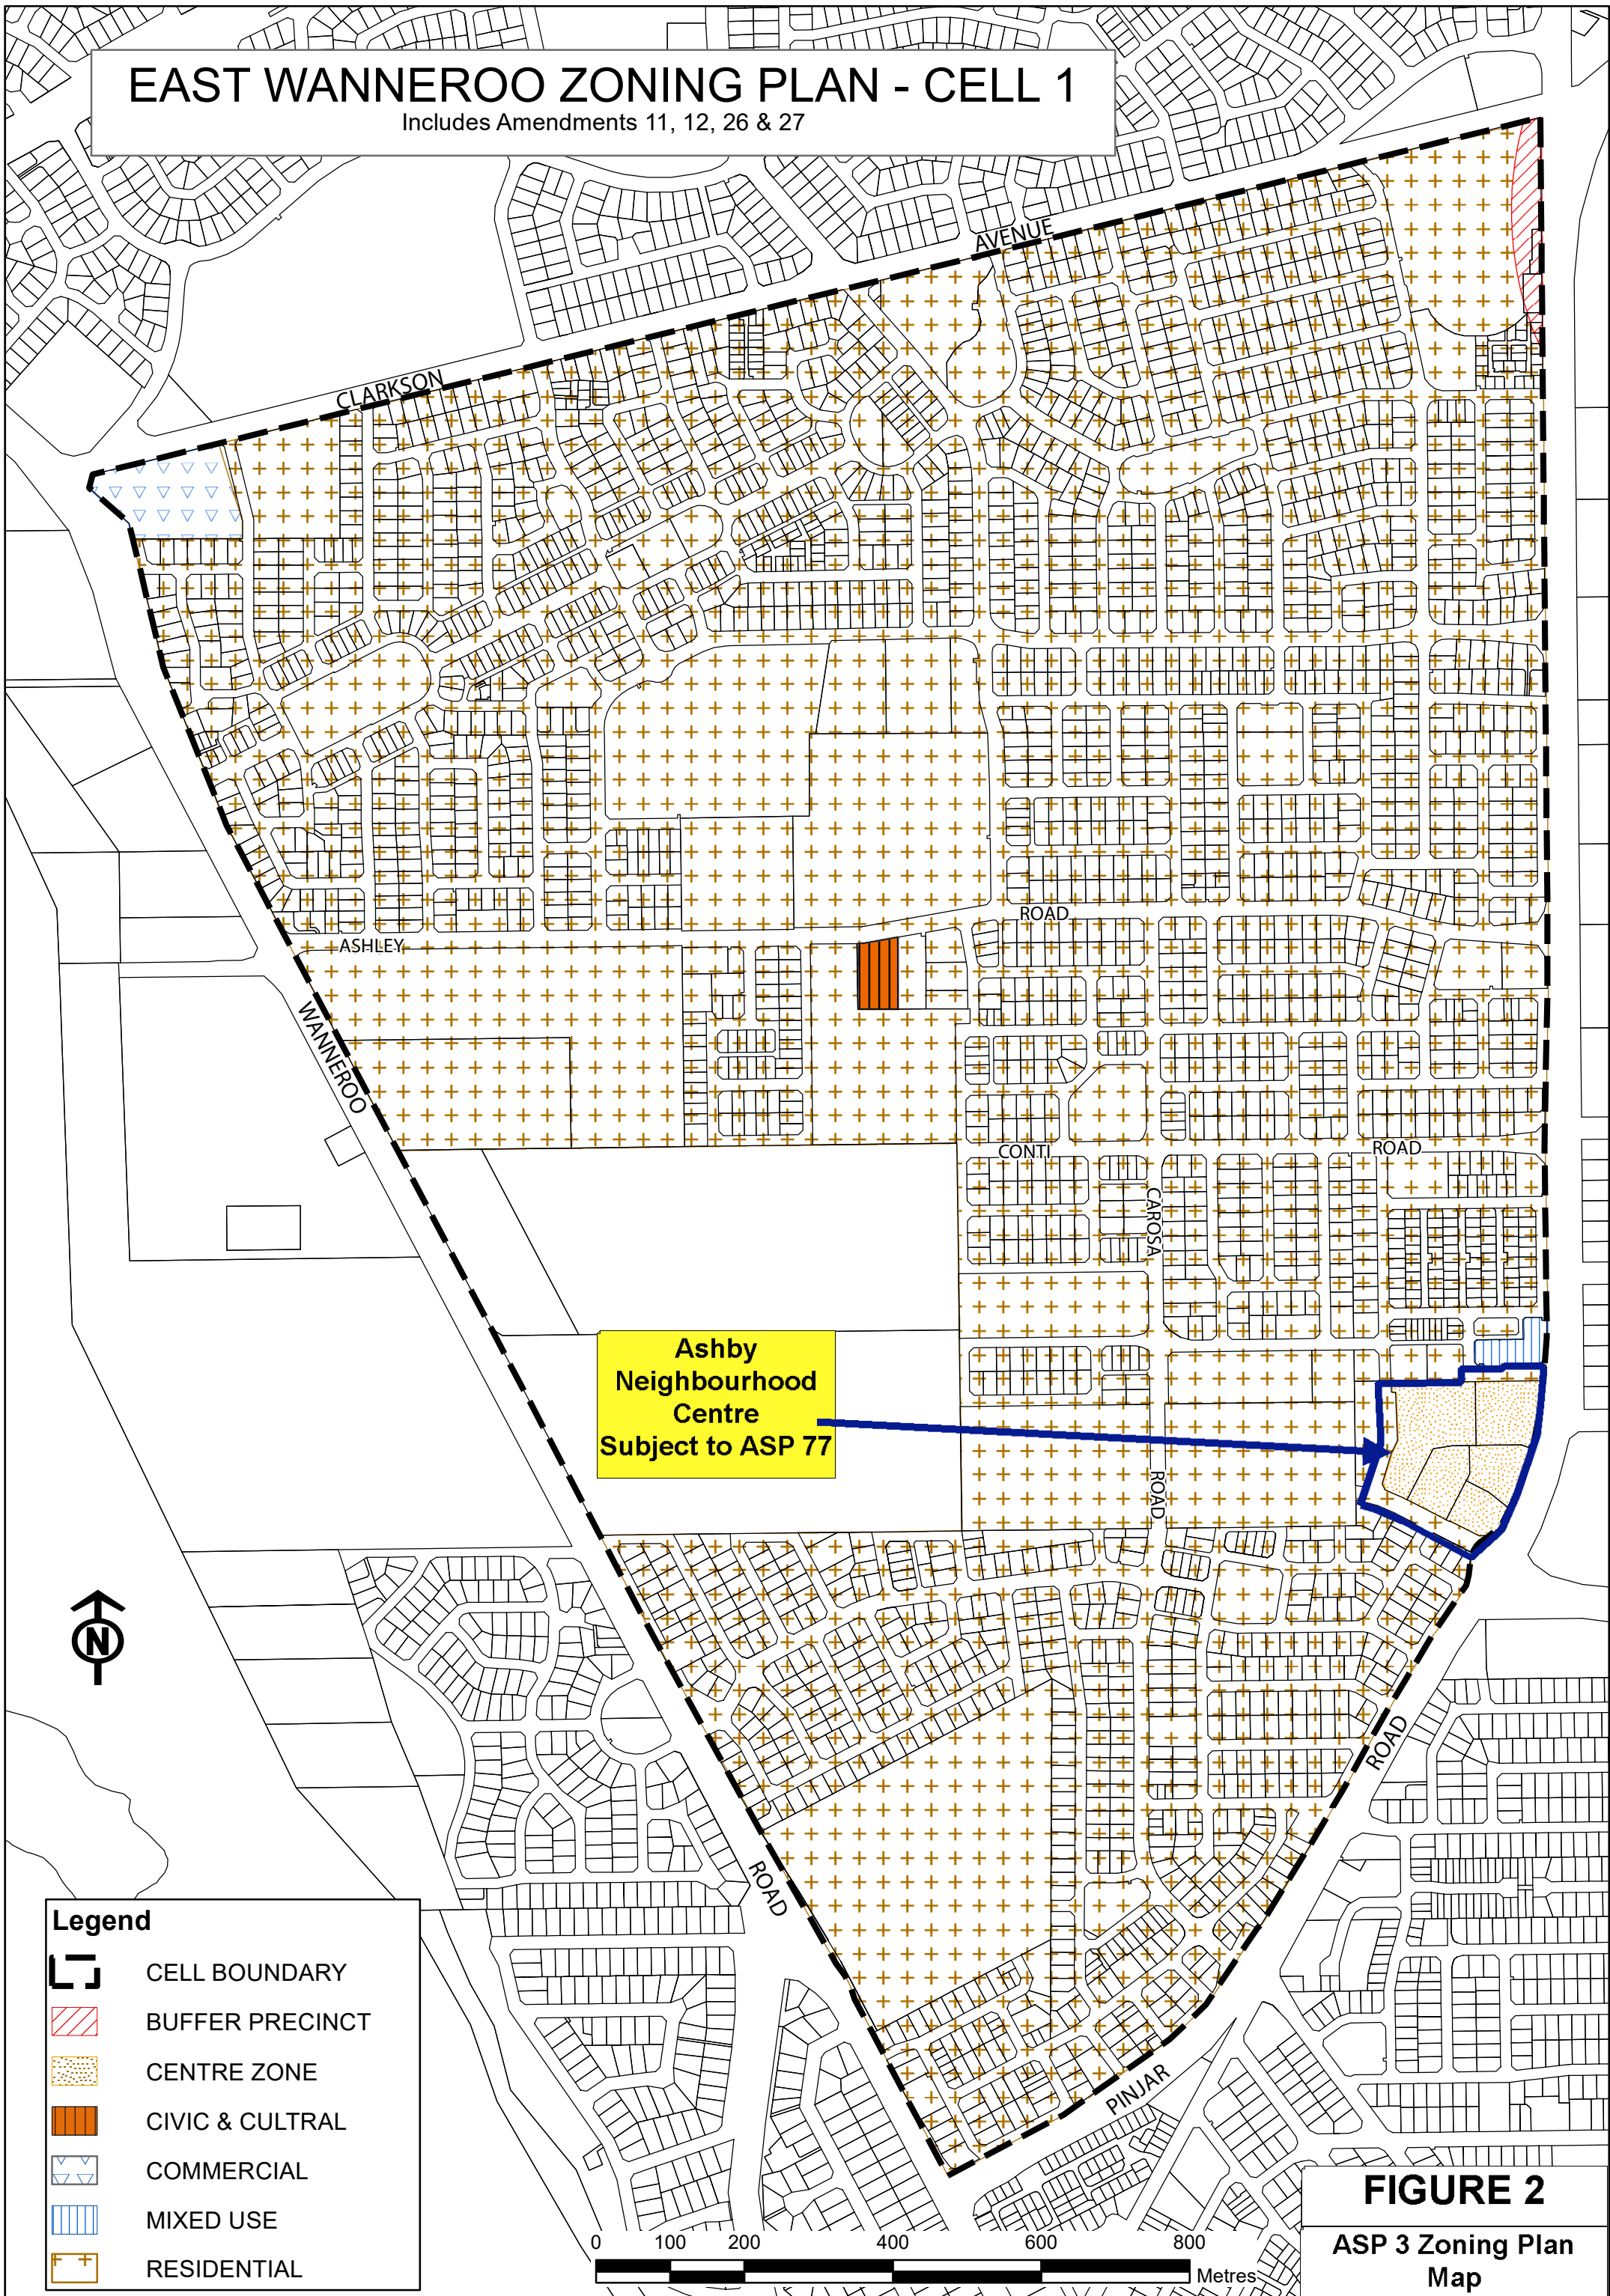 EAST WANNEROO ZONING PLAN - CELL 1
Includes Amendments 11, 12, 26 & 27
AVENUE
CLARKSON
ROAD
ASHLEY
WANNEROO
CONTI
ROAD
CAROSA
Ashby
Neighbourhood
Centre
Subject to ASP 77
ROAD
N
ROAD
ROAD
PINJAR
Legend
CELL BOUNDARY
BUFFER PRECINCT
CENTRE ZONE
CIVIC & CULTRAL
COMMERCIAL
MIXED USE
RESIDENTIAL
0 100 200 400 600 800
Metres
FIGURE 2
ASP 3 Zoning Plan
Map